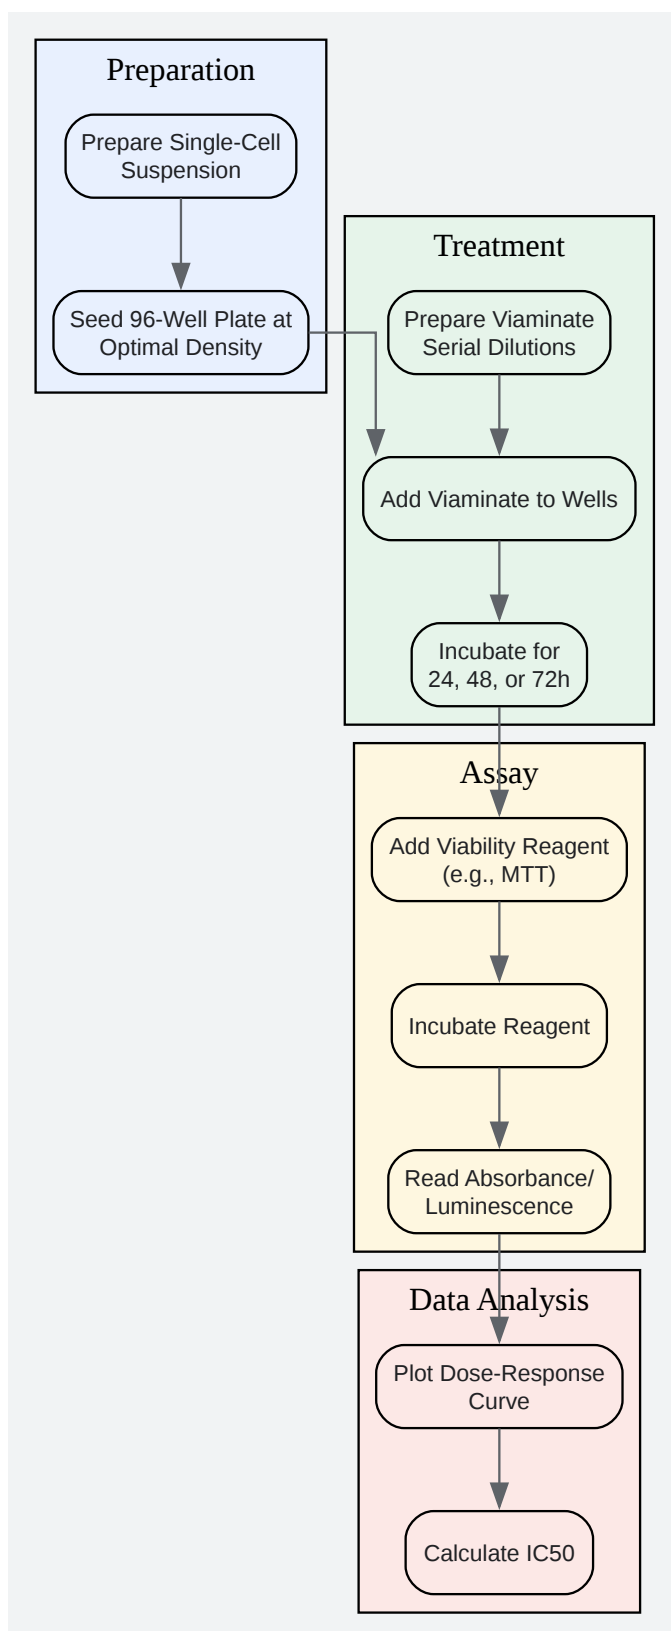 Preparation
Prepare Single-Cell
Suspension
Seed 96-Well Plate at
Optimal Density
Treatment
Prepare Viaminate
Serial Dilutions
Add Viaminate to Wells
Incubate for
24, 48, or 72h
Assay
Add Viability Reagent
(e.g., MTT)
Incubate Reagent
Read Absorbance/
Luminescence
Data Analysis
Plot Dose-Response
Curve
Calculate IC50